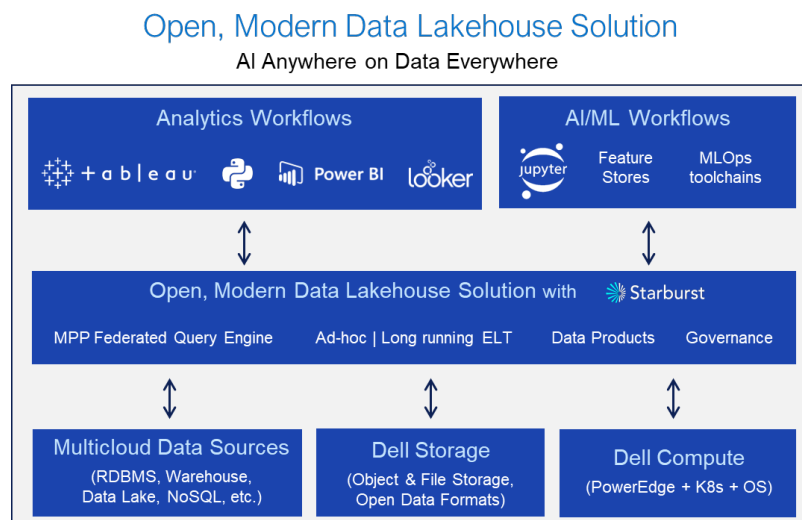 Open, Modern Data Lakehouse Solution
AI Anywhere on Data Everywhere
Analytics Workflows
+ a b l e a u
Power BI
looker
AI/ML Workflows
jupyter
Feature
Stores
MLOps
toolchains
Open, Modern Data Lakehouse Solution with Starburst
MPP Federated Query Engine
Ad-hoc | Long running ELT
Data Products
Governance
Multicloud Data Sources
(RDBMS, Warehouse,
Data Lake, NoSQL, etc.)
Dell Storage
(Object & File Storage,
Open Data Formats)
Dell Compute
(PowerEdge + K8s + OS)